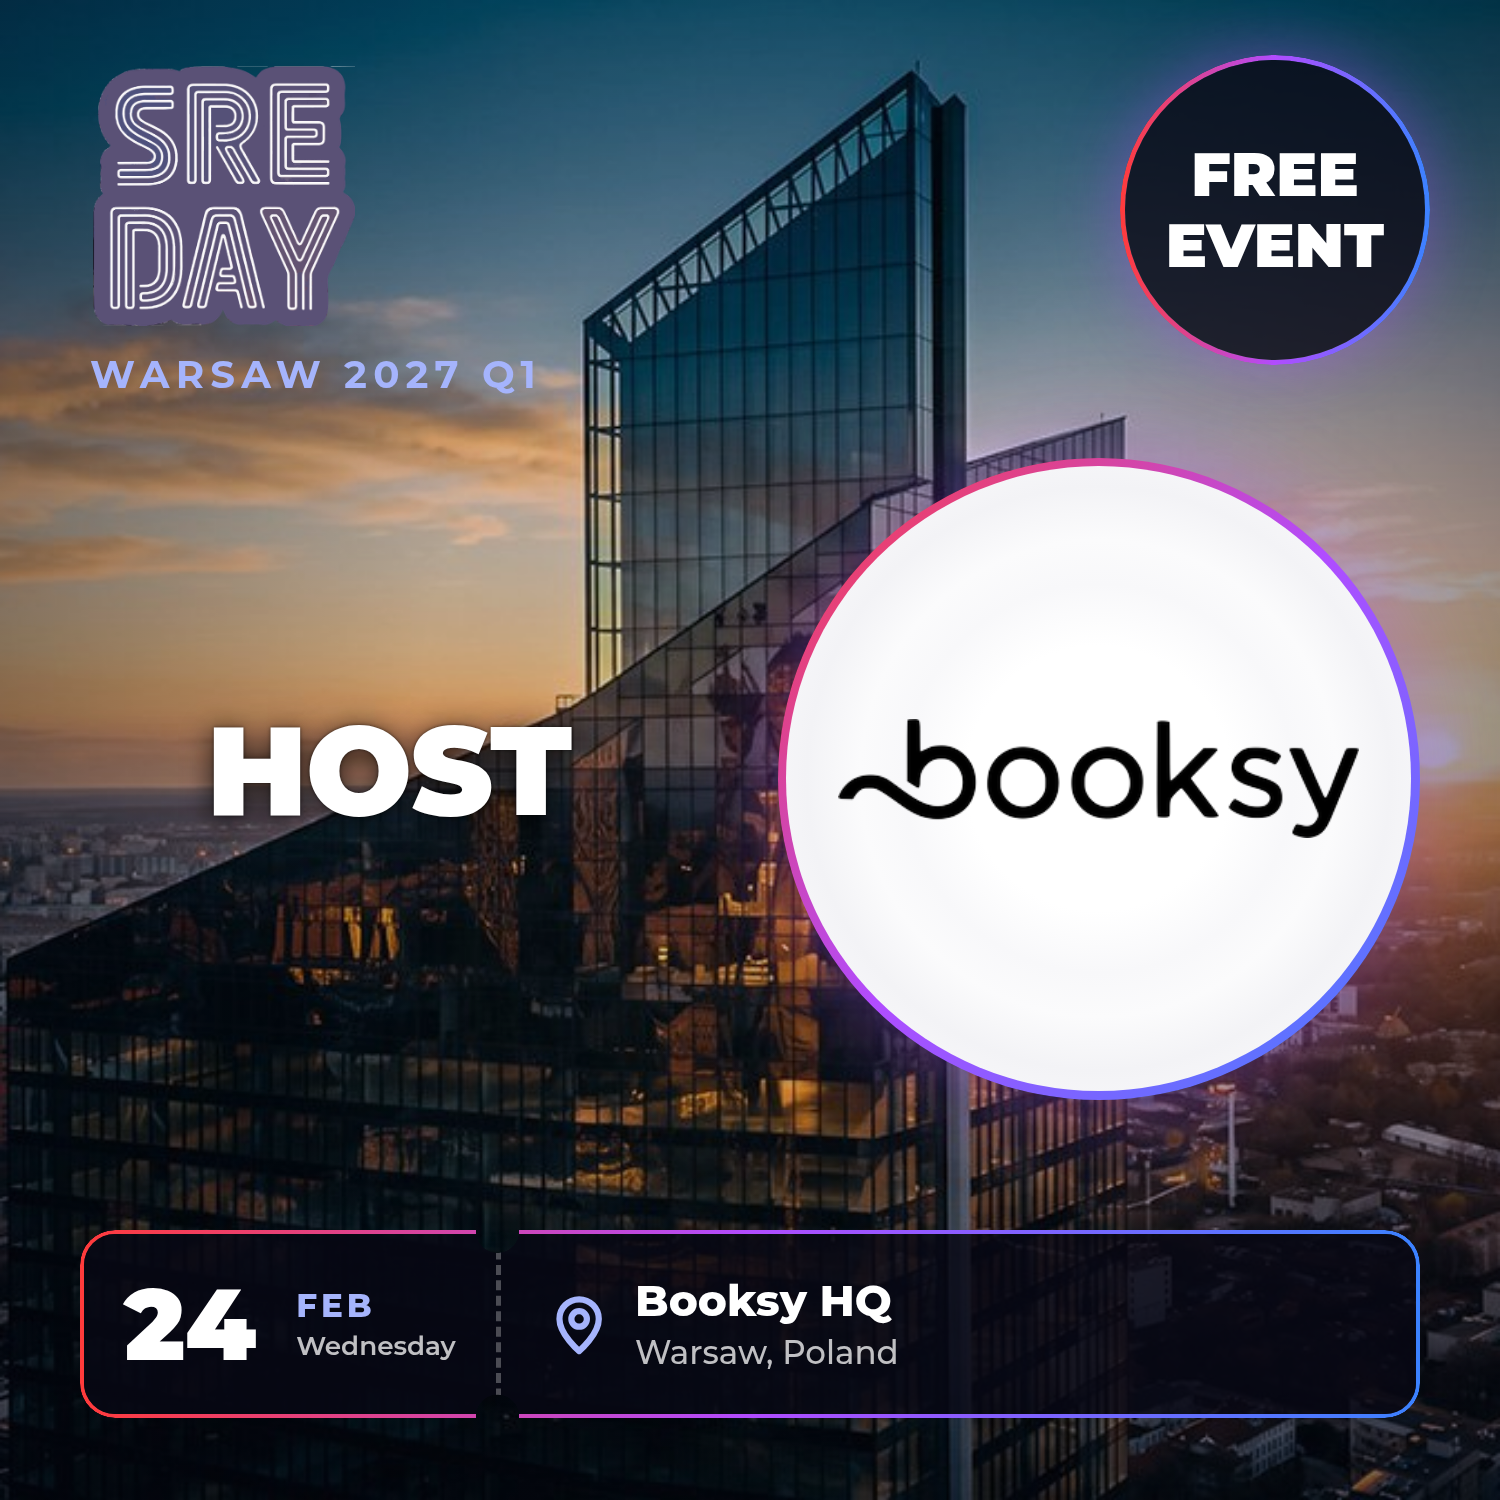 SRE
DAY
WARSAW 2027 Q1
FREE
EVENT
HOST
booksy
24
FEB
Wednesday
Booksy HQ
Warsaw, Poland